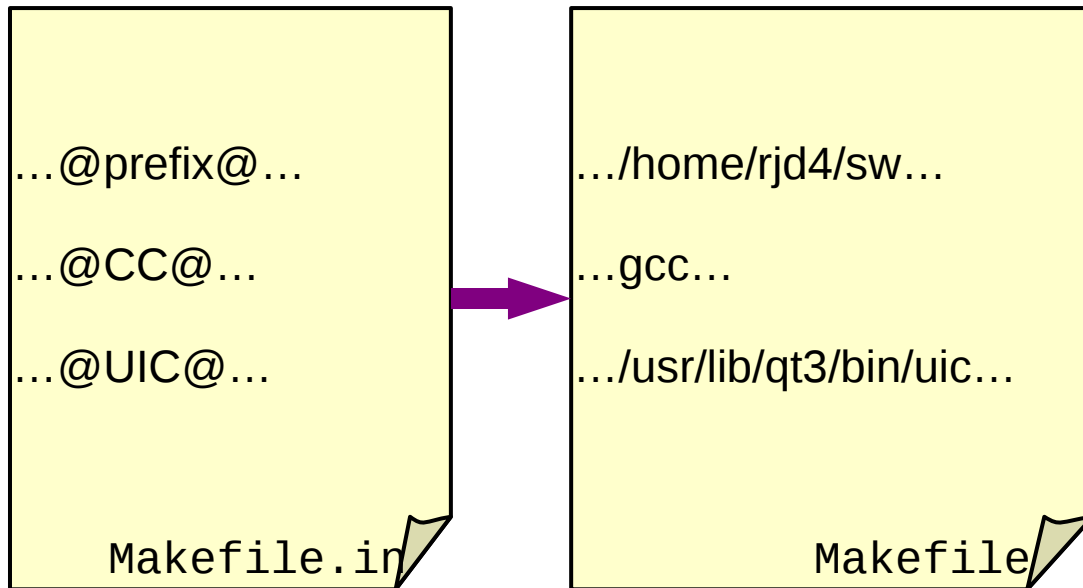 …@prefix@…
…@CC@…
…@UIC@…
Makefile.in
…/home/rjd4/sw…
…gcc…
…/usr/lib/qt3/bin/uic…
Makefile